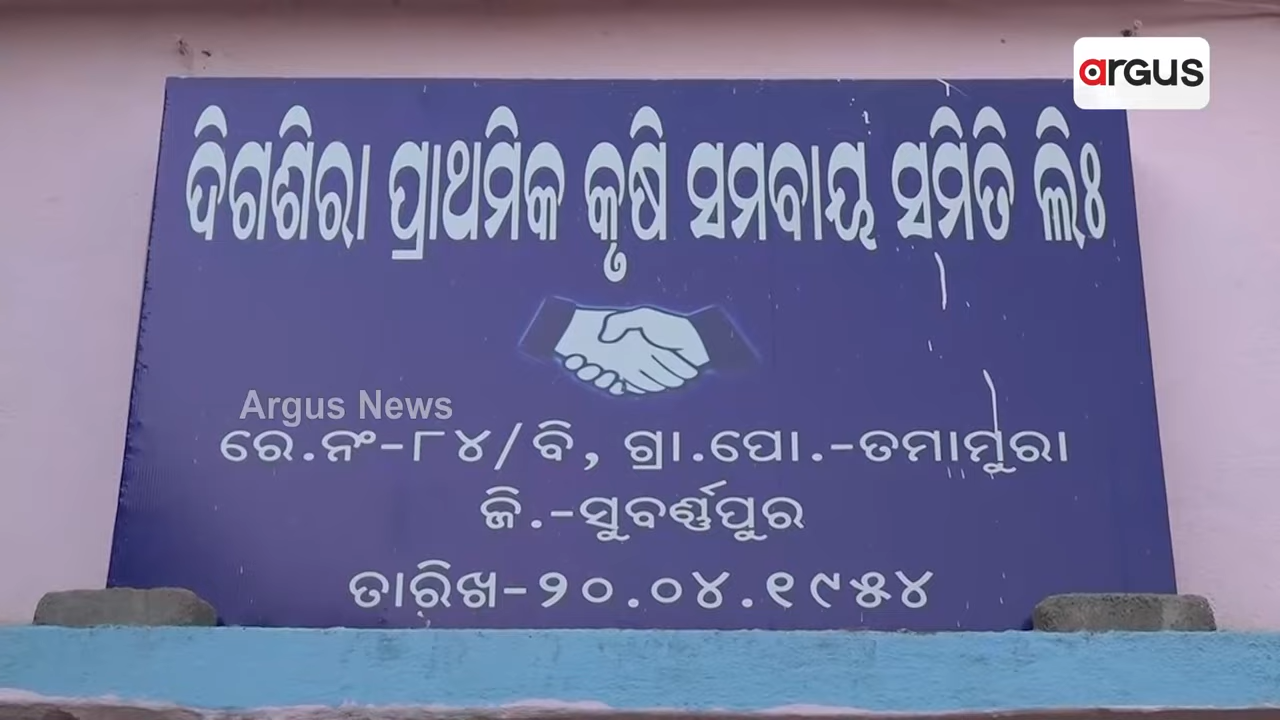 argus
ଦିଗଶିରା ପ୍ରାଥମିକ କୃଷି ସମବାୟ ସମିତି ଲିଃ
Argus News
ରେ.ନଂ-୮୪/ବି, ଗ୍ରା.ପୋ.-ତମାମୁରା
ଜି.-ସୁବର୍ଣ୍ଣପୁର
ତାରିଖ-୨୦.୦୪.୧୯୫୪